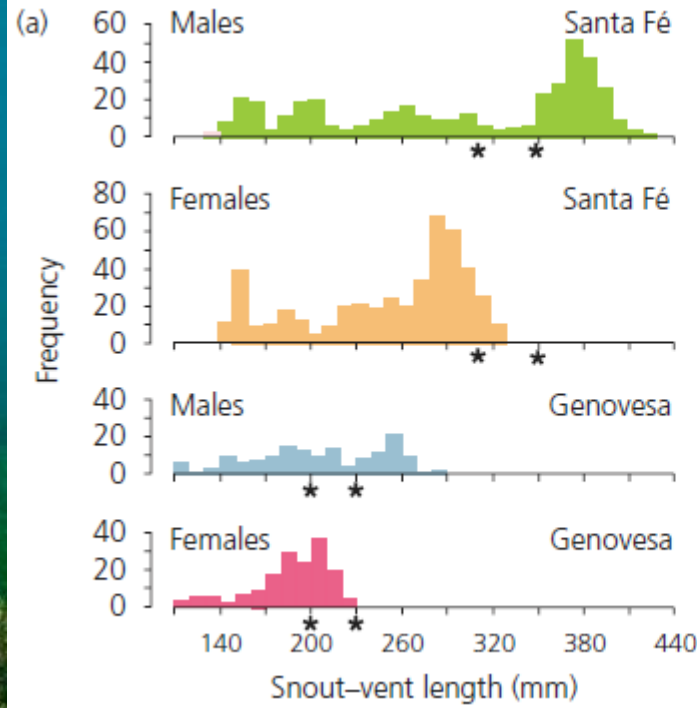 (a)
Males Santa Fé
60
40
20
0
* *
Females Santa Fé
80
60
40
20
0
* *
Frequency
Males Genovesa
40
20
0
* *
Females Genovesa
40
20
0
* *
140 200 260 320 380 440
Snout–vent length (mm)